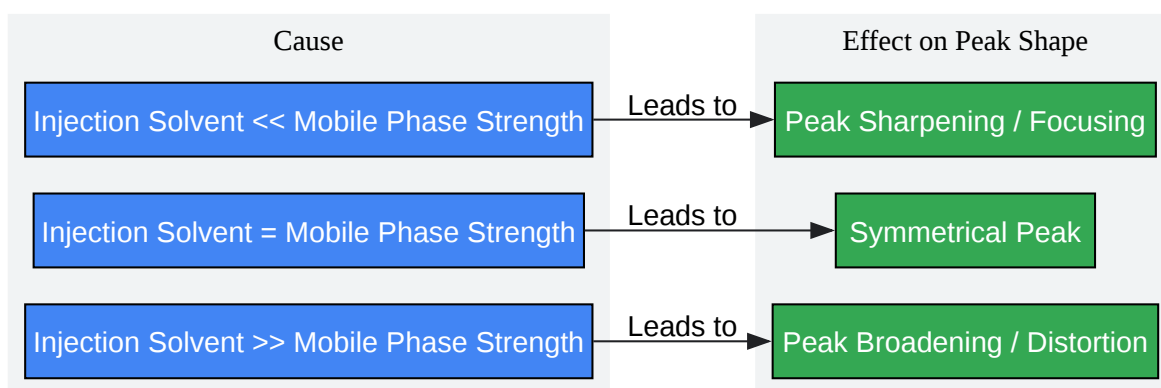 Cause
Effect on Peak Shape
Injection Solvent << Mobile Phase Strength
Leads to
Peak Sharpening / Focusing
Injection Solvent = Mobile Phase Strength
Leads to
Symmetrical Peak
Injection Solvent >> Mobile Phase Strength
Leads to
Peak Broadening / Distortion